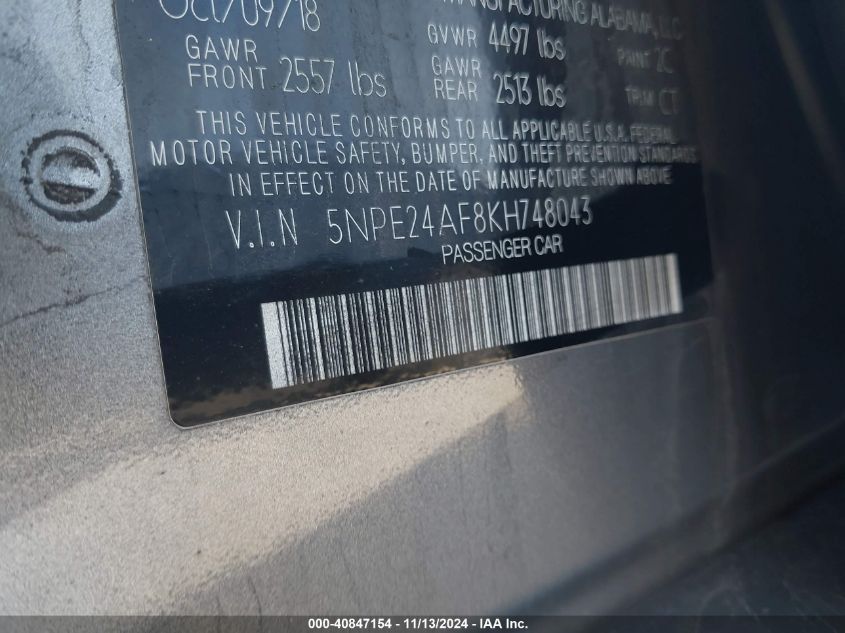 Oct/09/18
MANUFACTURING ALABAMA, LLC
GAWR FRONT 2557 lbs
GVWR 4497 lbs
PAINT 2C
GAWR REAR 2513 lbs
TRIM CT
THIS VEHICLE CONFORMS TO ALL APPLICABLE U.S.A. FEDERAL
MOTOR VEHICLE SAFETY, BUMPER, AND THEFT PREVENTION STANDARDS
IN EFFECT ON THE DATE OF MANUFACTURE SHOWN ABOVE.
V.I.N 5NPE24AF8KH748043
PASSENGER CAR
000-40847154 - 11/13/2024 - IAA Inc.